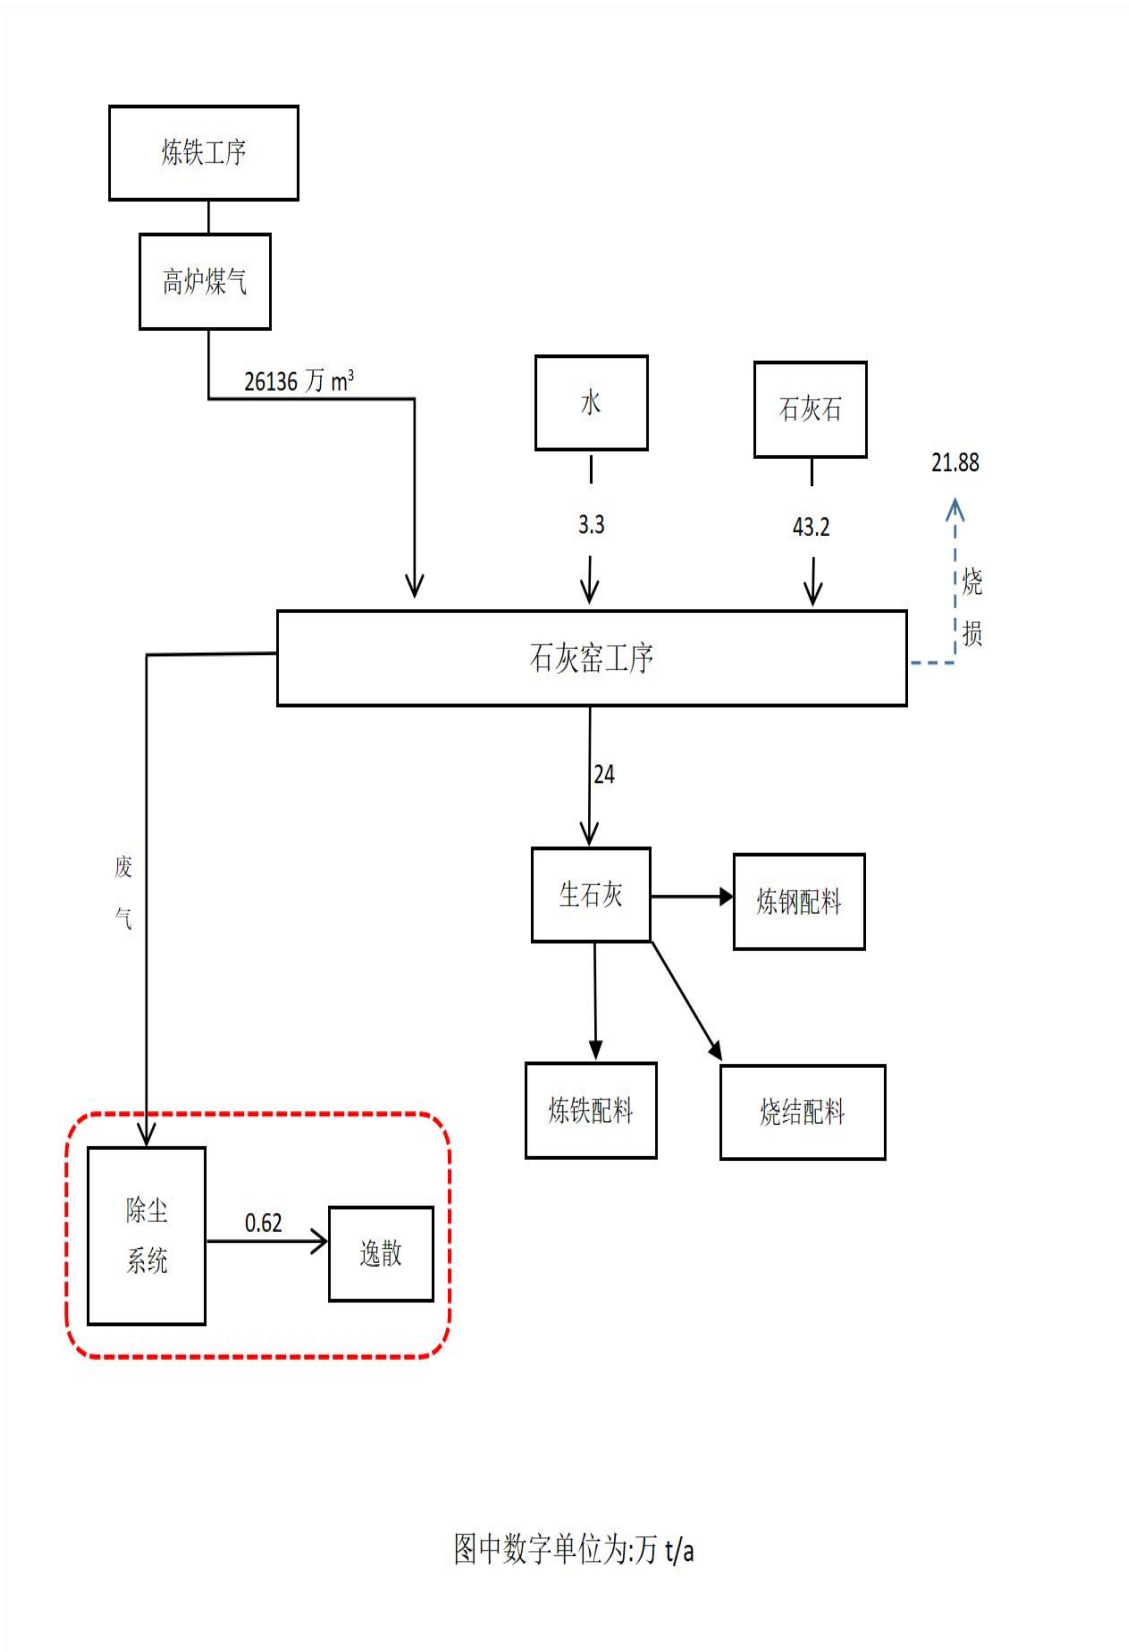 炼铁工序
高炉煤气
26136 万 m³
水
石灰石
21.88
3.3
43.2
烧
损
石灰窑工序
24
废
气
生石灰
炼钢配料
炼铁配料
烧结配料
除尘
系统
0.62
逸散
图中数字单位为:万 t/a